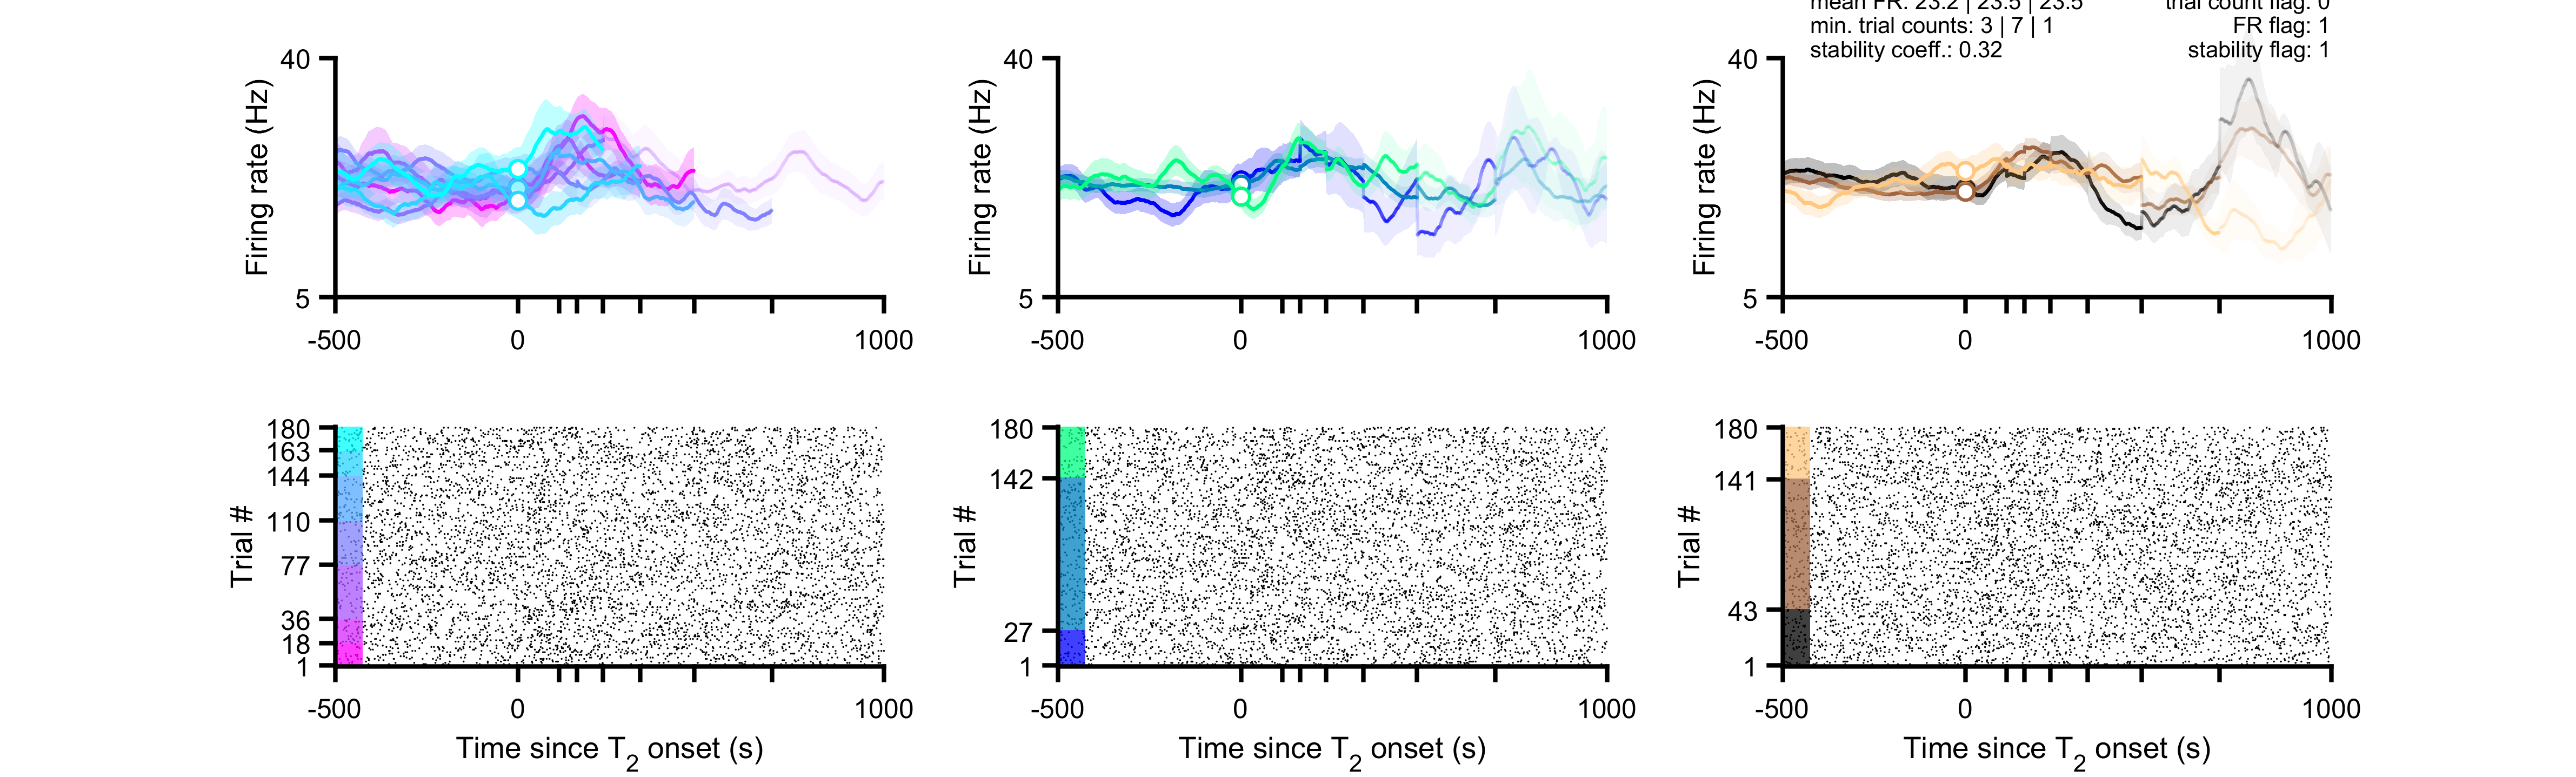 mean FR: 23.2 | 23.5 | 23.5 trial count flag: 0
min. trial counts: 3 | 7 | 1 FR flag: 1
stability coeff.: 0.32 stability flag: 1
40 40 40
Firing rate (Hz) Firing rate (Hz) Firing rate (Hz)
5 5 5
-500 0 1000 -500 0 1000 -500 0 1000
180 180 180
163
144 142 141
110
Trial # Trial # Trial #
77
36 27 43
18
1 1 1
-500 0 1000 -500 0 1000 -500 0 1000
Time since T2 onset (s) Time since T2 onset (s) Time since T2 onset (s)